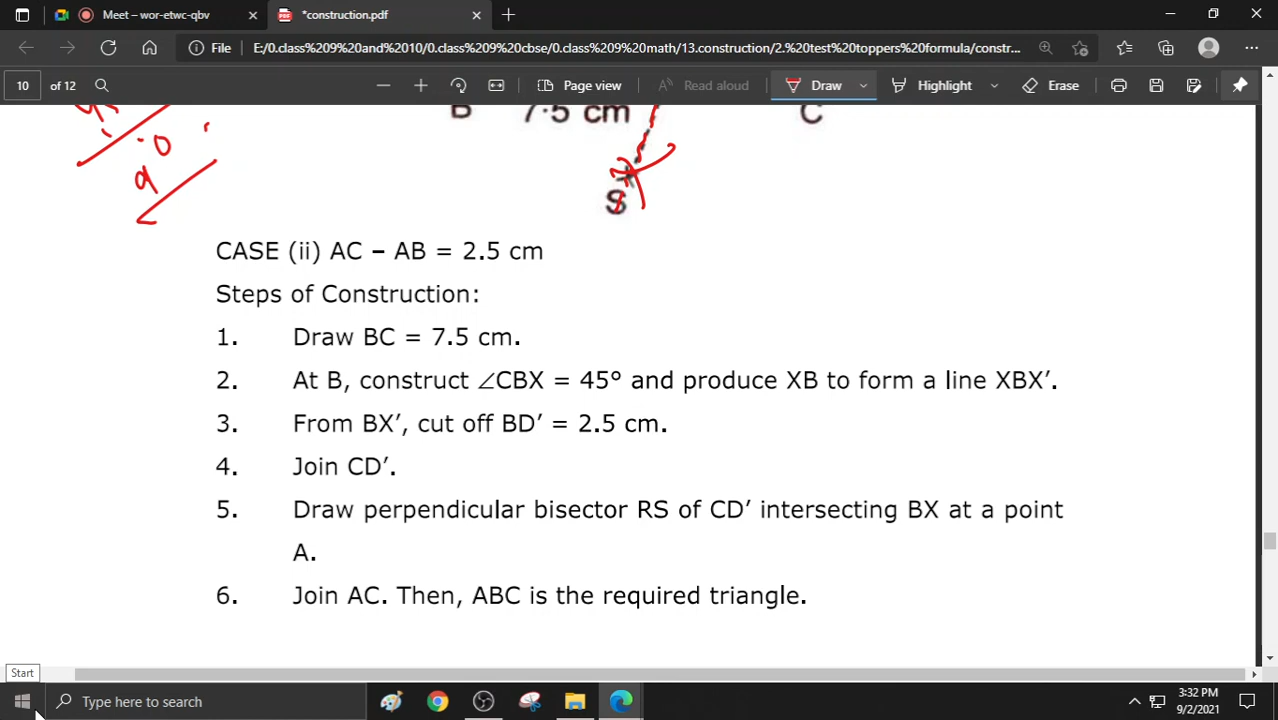 Meet – wor-etwc-qbv
*construction.pdf
File E:/0.class%209%20and%2010/0.class%209%20cbse/0.class%209%20math/13.construction/2.%20test%20toppers%20formula/constr...
10 of 12 Page view Read aloud Draw Highlight Erase
B 7·5 cm C
S
CASE (ii) AC – AB = 2.5 cm
Steps of Construction:
1. Draw BC = 7.5 cm.
2. At B, construct ∠CBX = 45° and produce XB to form a line XBX′.
3. From BX′, cut off BD′ = 2.5 cm.
4. Join CD′.
5. Draw perpendicular bisector RS of CD′ intersecting BX at a point
A.
6. Join AC. Then, ABC is the required triangle.
Start
Type here to search
3:32 PM
9/2/2021